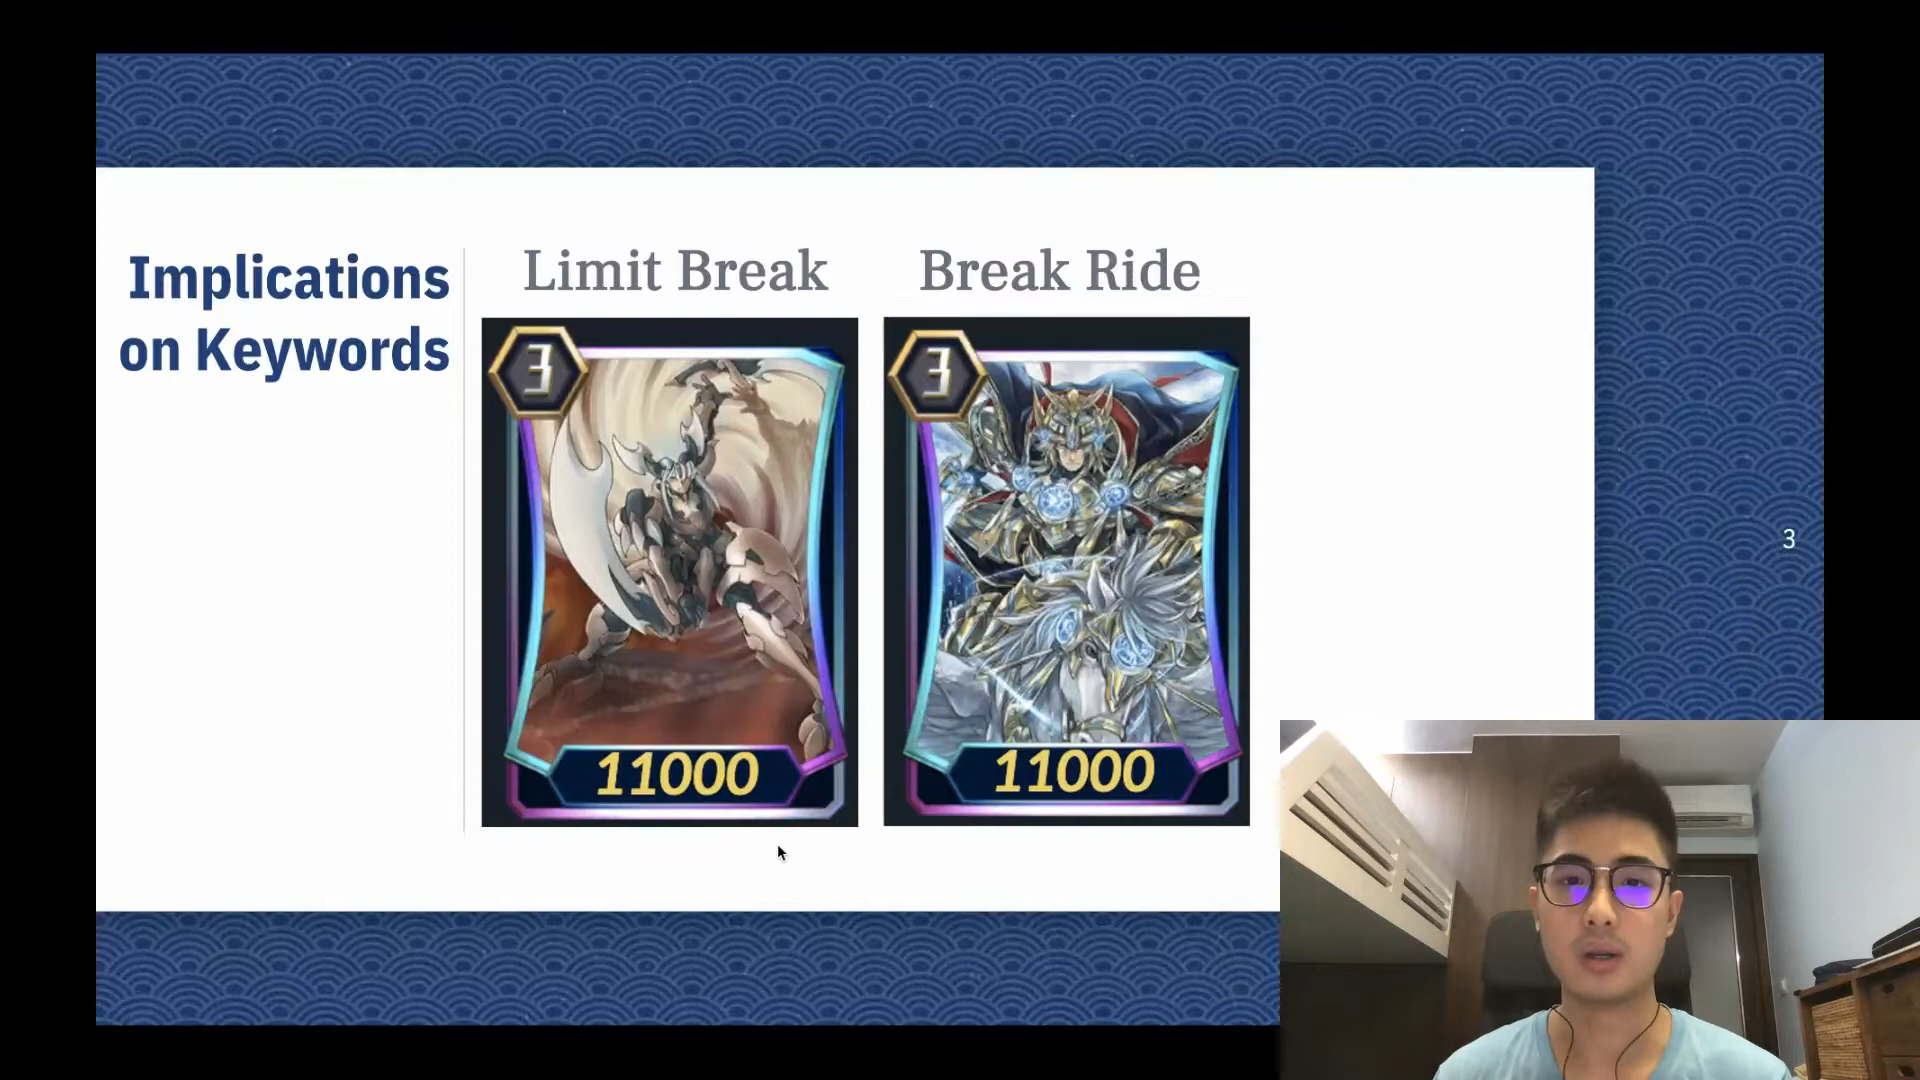 Implications
on Keywords
Limit Break
Break Ride
3
11000
3
11000
3